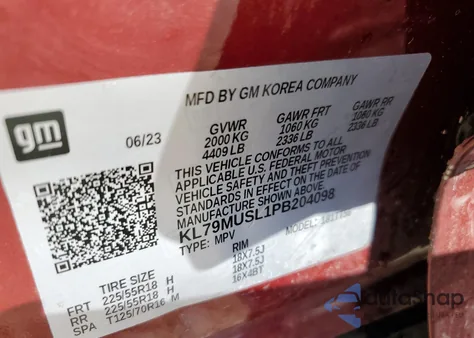 MFD BY GM KOREA COMPANY
gm
06/23
GVWR GAWR FRT GAWR RR
2000 KG 1060 KG 1060 KG
4409 LB 2336 LB 2336 LB
THIS VEHICLE CONFORMS TO ALL
APPLICABLE U.S. FEDERAL MOTOR
VEHICLE SAFETY AND THEFT PREVENTION
STANDARDS IN EFFECT ON THE DATE OF
MANUFACTURE SHOWN ABOVE.
KL79MUSL1PB204098
TYPE: MPV
TIRE SIZE RIM
FRT 225/55R18 H 18X7.5J
RR 225/55R18 H 18X7.5J
SPA T125/70R16 M 16X4BT
AutoSnap